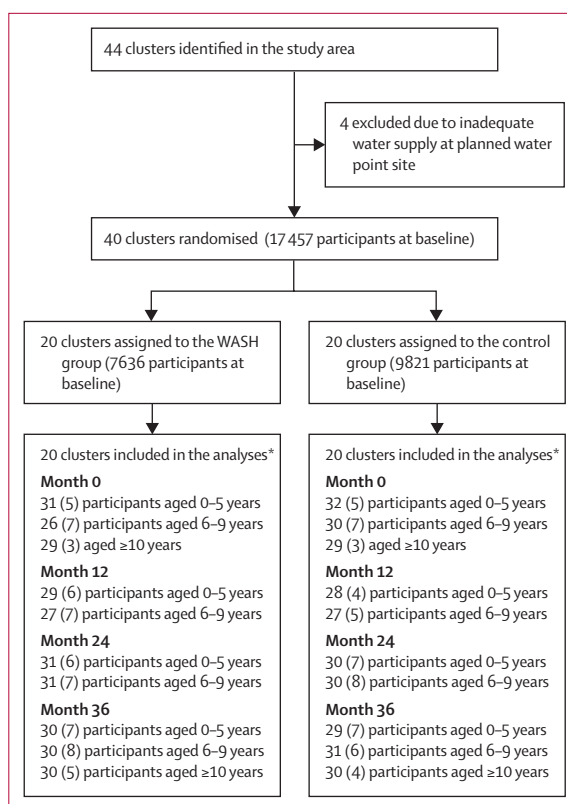 44 clusters identified in the study area
4 excluded due to inadequate
water supply at planned water
point site
40 clusters randomised (17 457 participants at baseline)
20 clusters assigned to the WASH
group (7636 participants at
baseline)
20 clusters assigned to the control
group (9821 participants at
baseline)
20 clusters included in the analyses*
Month 0
31 (5) participants aged 0–5 years
26 (7) participants aged 6–9 years
29 (3) aged ≥10 years
Month 12
29 (6) participants aged 0–5 years
27 (7) participants aged 6–9 years
Month 24
31 (6) participants aged 0–5 years
31 (7) participants aged 6–9 years
Month 36
30 (7) participants aged 0–5 years
30 (8) participants aged 6–9 years
30 (5) participants aged ≥10 years
20 clusters included in the analyses*
Month 0
32 (5) participants aged 0–5 years
30 (7) participants aged 6–9 years
29 (3) aged ≥10 years
Month 12
28 (4) participants aged 0–5 years
27 (5) participants aged 6–9 years
Month 24
30 (7) participants aged 0–5 years
30 (8) participants aged 6–9 years
Month 36
29 (7) participants aged 0–5 years
31 (6) participants aged 6–9 years
30 (4) participants aged ≥10 years